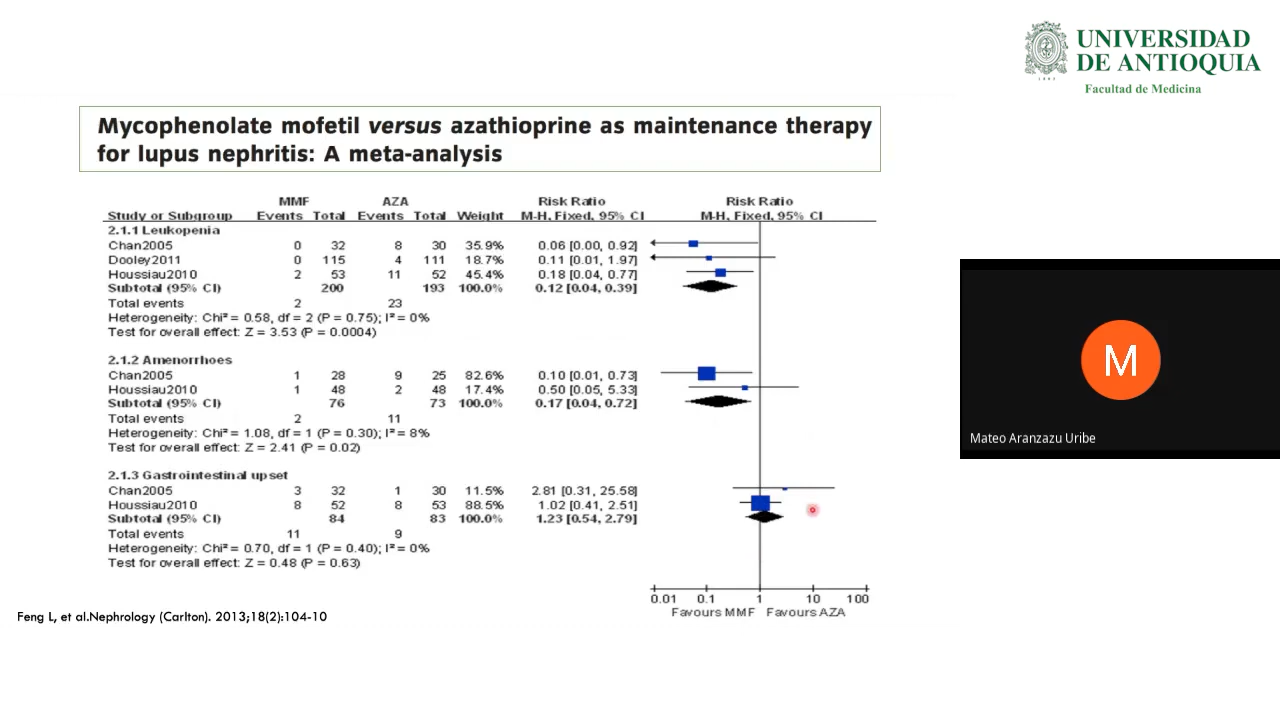 UNIVERSIDAD
DE ANTIOQUIA
Facultad de Medicina
1803
Mycophenolate mofetil versus azathioprine as maintenance therapy
for lupus nephritis: A meta-analysis
MMF AZA Risk Ratio Risk Ratio
Study or Subgroup Events Total Events Total Weight M-H, Fixed, 95% CI M-H, Fixed, 95% CI
2.1.1 Leukopenia
Chan2005 0 32 8 30 35.9% 0.06 [0.00, 0.92]
Dooley2011 0 115 4 111 18.7% 0.11 [0.01, 1.97]
Houssiau2010 2 53 11 52 45.4% 0.18 [0.04, 0.77]
Subtotal (95% CI) 200 193 100.0% 0.12 [0.04, 0.39]
Total events 2 23
Heterogeneity: Chi² = 0.58, df = 2 (P = 0.75); I² = 0%
Test for overall effect: Z = 3.53 (P = 0.0004)
2.1.2 Amenorrhoes
Chan2005 1 28 9 25 82.6% 0.10 [0.01, 0.73]
Houssiau2010 1 48 2 48 17.4% 0.50 [0.05, 5.33]
Subtotal (95% CI) 76 73 100.0% 0.17 [0.04, 0.72]
Total events 2 11
Heterogeneity: Chi² = 1.08, df = 1 (P = 0.30); I² = 8%
Test for overall effect: Z = 2.41 (P = 0.02)
2.1.3 Gastrointestinal upset
Chan2005 3 32 1 30 11.5% 2.81 [0.31, 25.58]
Houssiau2010 8 52 8 53 88.5% 1.02 [0.41, 2.51]
Subtotal (95% CI) 84 83 100.0% 1.23 [0.54, 2.79]
Total events 11 9
Heterogeneity: Chi² = 0.70, df = 1 (P = 0.40); I² = 0%
Test for overall effect: Z = 0.48 (P = 0.63)
0.01 0.1 1 10 100
Favours MMF Favours AZA
Feng L, et al.Nephrology (Carlton). 2013;18(2):104-10
M
Mateo Aranzazu Uribe